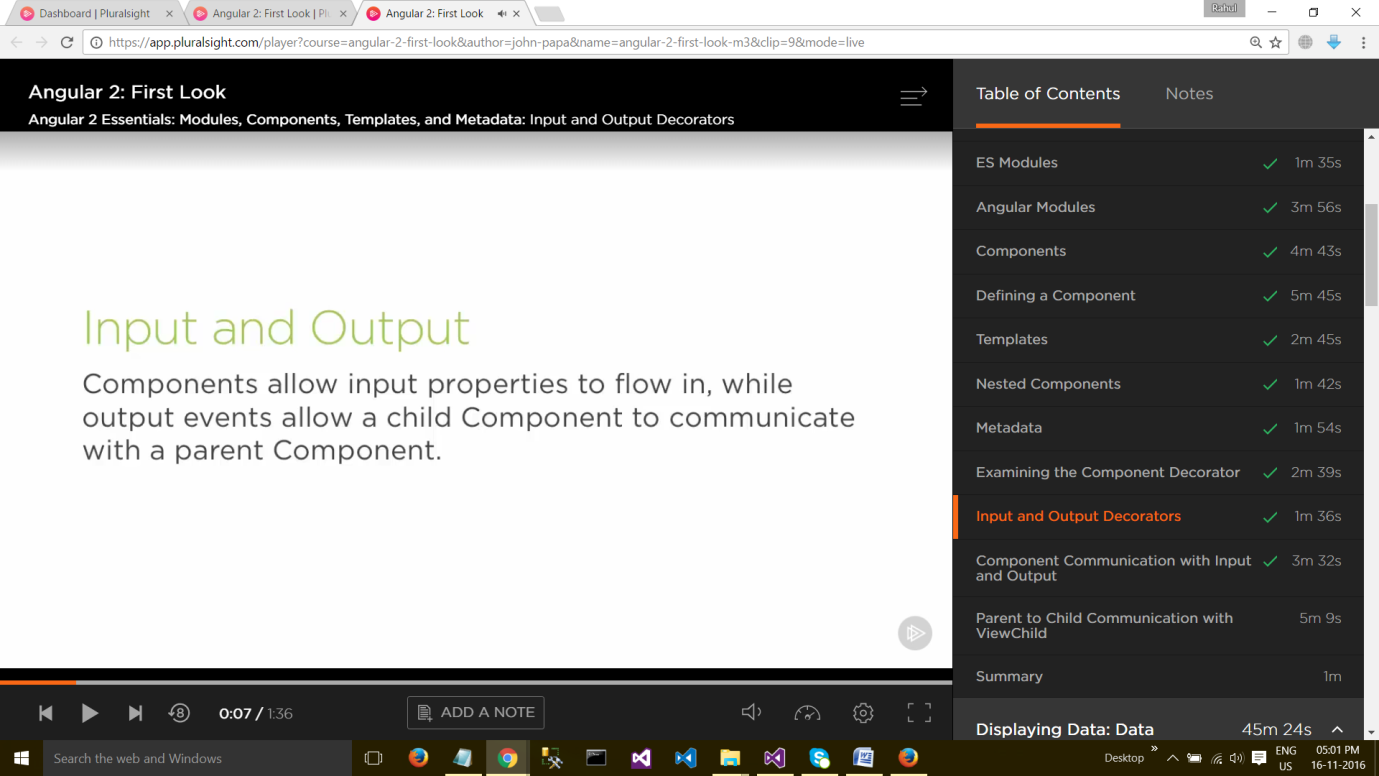 Dashboard | Pluralsight
Angular 2: First Look | Pl
Angular 2: First Look
Rahul
https://app.pluralsight.com/player?course=angular-2-first-look&author=john-papa&name=angular-2-first-look-m3&clip=9&mode=live
Angular 2: First Look
Angular 2 Essentials: Modules, Components, Templates, and Metadata: Input and Output Decorators
Input and Output
Components allow input properties to flow in, while
output events allow a child Component to communicate
with a parent Component.
8
0:07 / 1:36
ADD A NOTE
Table of Contents
Notes
ES Modules 1m 35s
Angular Modules 3m 56s
Components 4m 43s
Defining a Component 5m 45s
Templates 2m 45s
Nested Components 1m 42s
Metadata 1m 54s
Examining the Component Decorator 2m 39s
Input and Output Decorators 1m 36s
Component Communication with Input 3m 32s
and Output
Parent to Child Communication with 5m 9s
ViewChild
Summary 1m
Displaying Data: Data 45m 24s
Search the web and Windows
Desktop
ENG
US
05:01 PM
16-11-2016